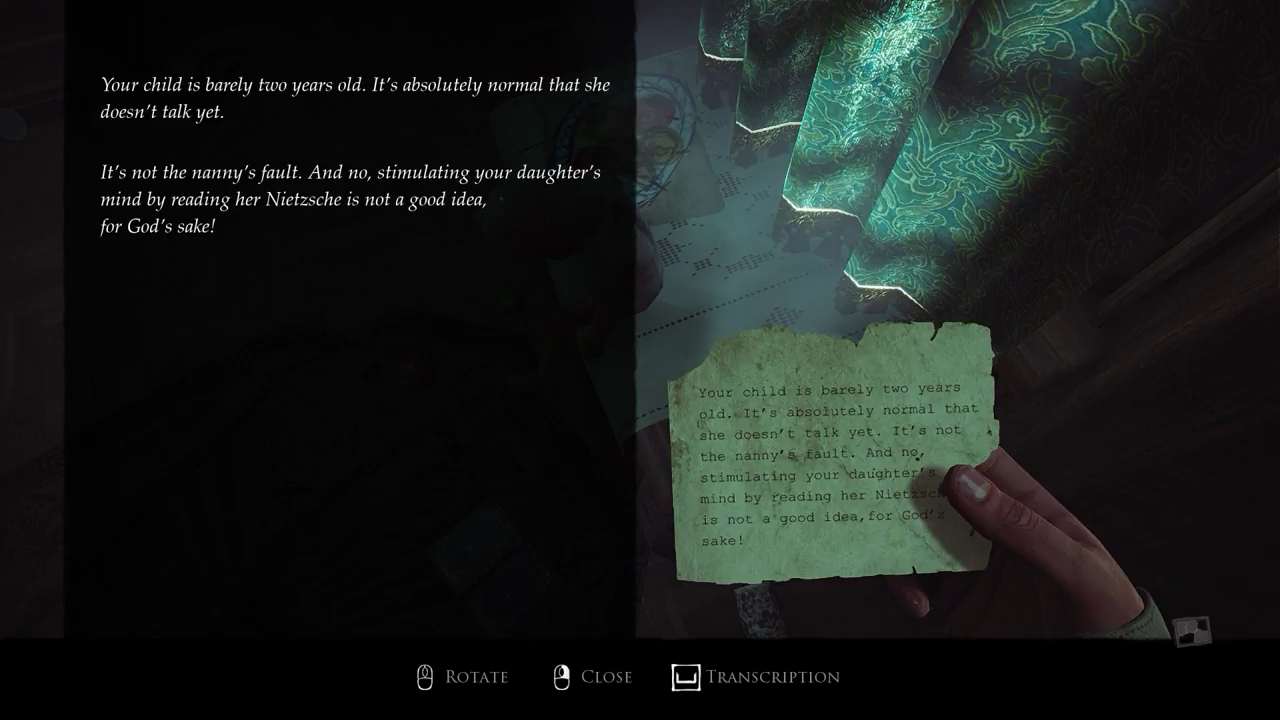 Your child is barely two years old. It's absolutely normal that she
doesn't talk yet.
It's not the nanny's fault. And no, stimulating your daughter's
mind by reading her Nietzsche is not a good idea,
for God's sake!
Your child is barely two years
old. It's absolutely normal that
she doesn't talk yet. It's not
the nanny's fault. And no,
stimulating your daughter's
mind by reading her Nietzsch
is not a good idea,for God's
sake!
ROTATE
CLOSE
TRANSCRIPTION